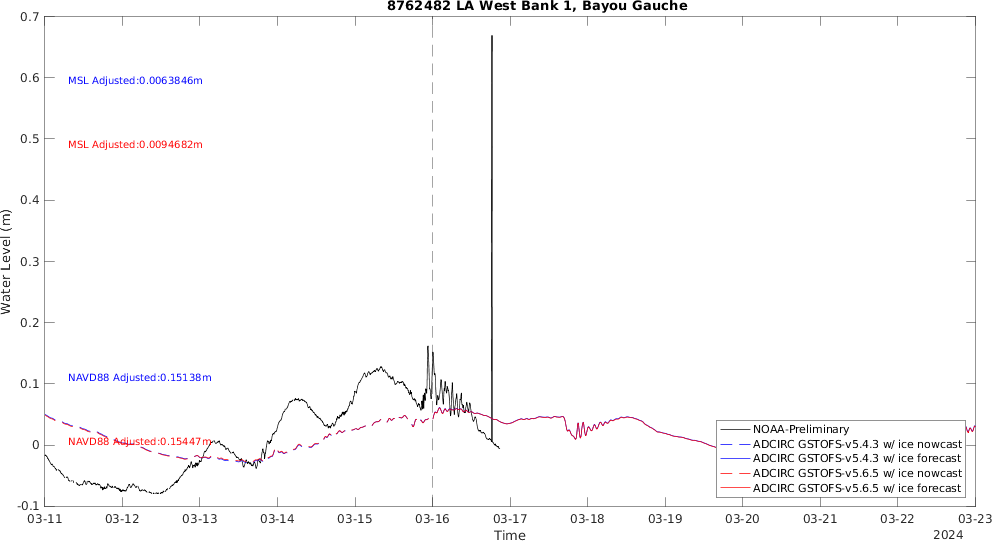 8762482 LA West Bank 1, Bayou Gauche
0.7
0.6
0.5
0.4
0.3
0.2
0.1
0
-0.1
Water Level (m)
MSL Adjusted:0.0063846m
MSL Adjusted:0.0094682m
NAVD88 Adjusted:0.15138m
NAVD88 Adjusted:0.15447m
NOAA-Preliminary
ADCIRC GSTOFS-v5.4.3 w/ ice nowcast
ADCIRC GSTOFS-v5.4.3 w/ ice forecast
ADCIRC GSTOFS-v5.6.5 w/ ice nowcast
ADCIRC GSTOFS-v5.6.5 w/ ice forecast
03-11 03-12 03-13 03-14 03-15 03-16 03-17 03-18 03-19 03-20 03-21 03-22 03-23
Time
2024